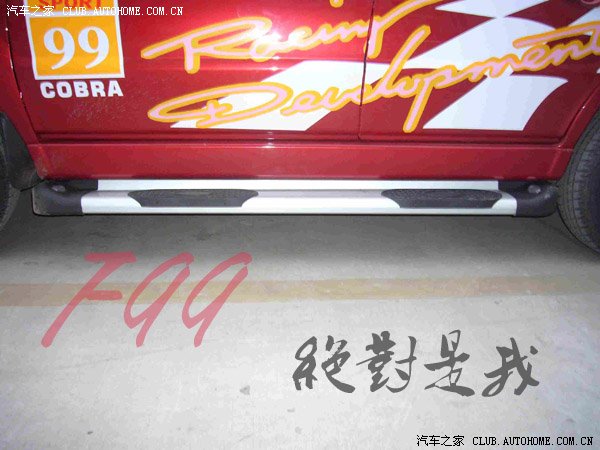 汽车之家 CLUB.AUTOHOME.COM.CN
99
COBRA
Racing
Development
F99
絕對是我
汽车之家 CLUB.AUTOHOME.COM.CN